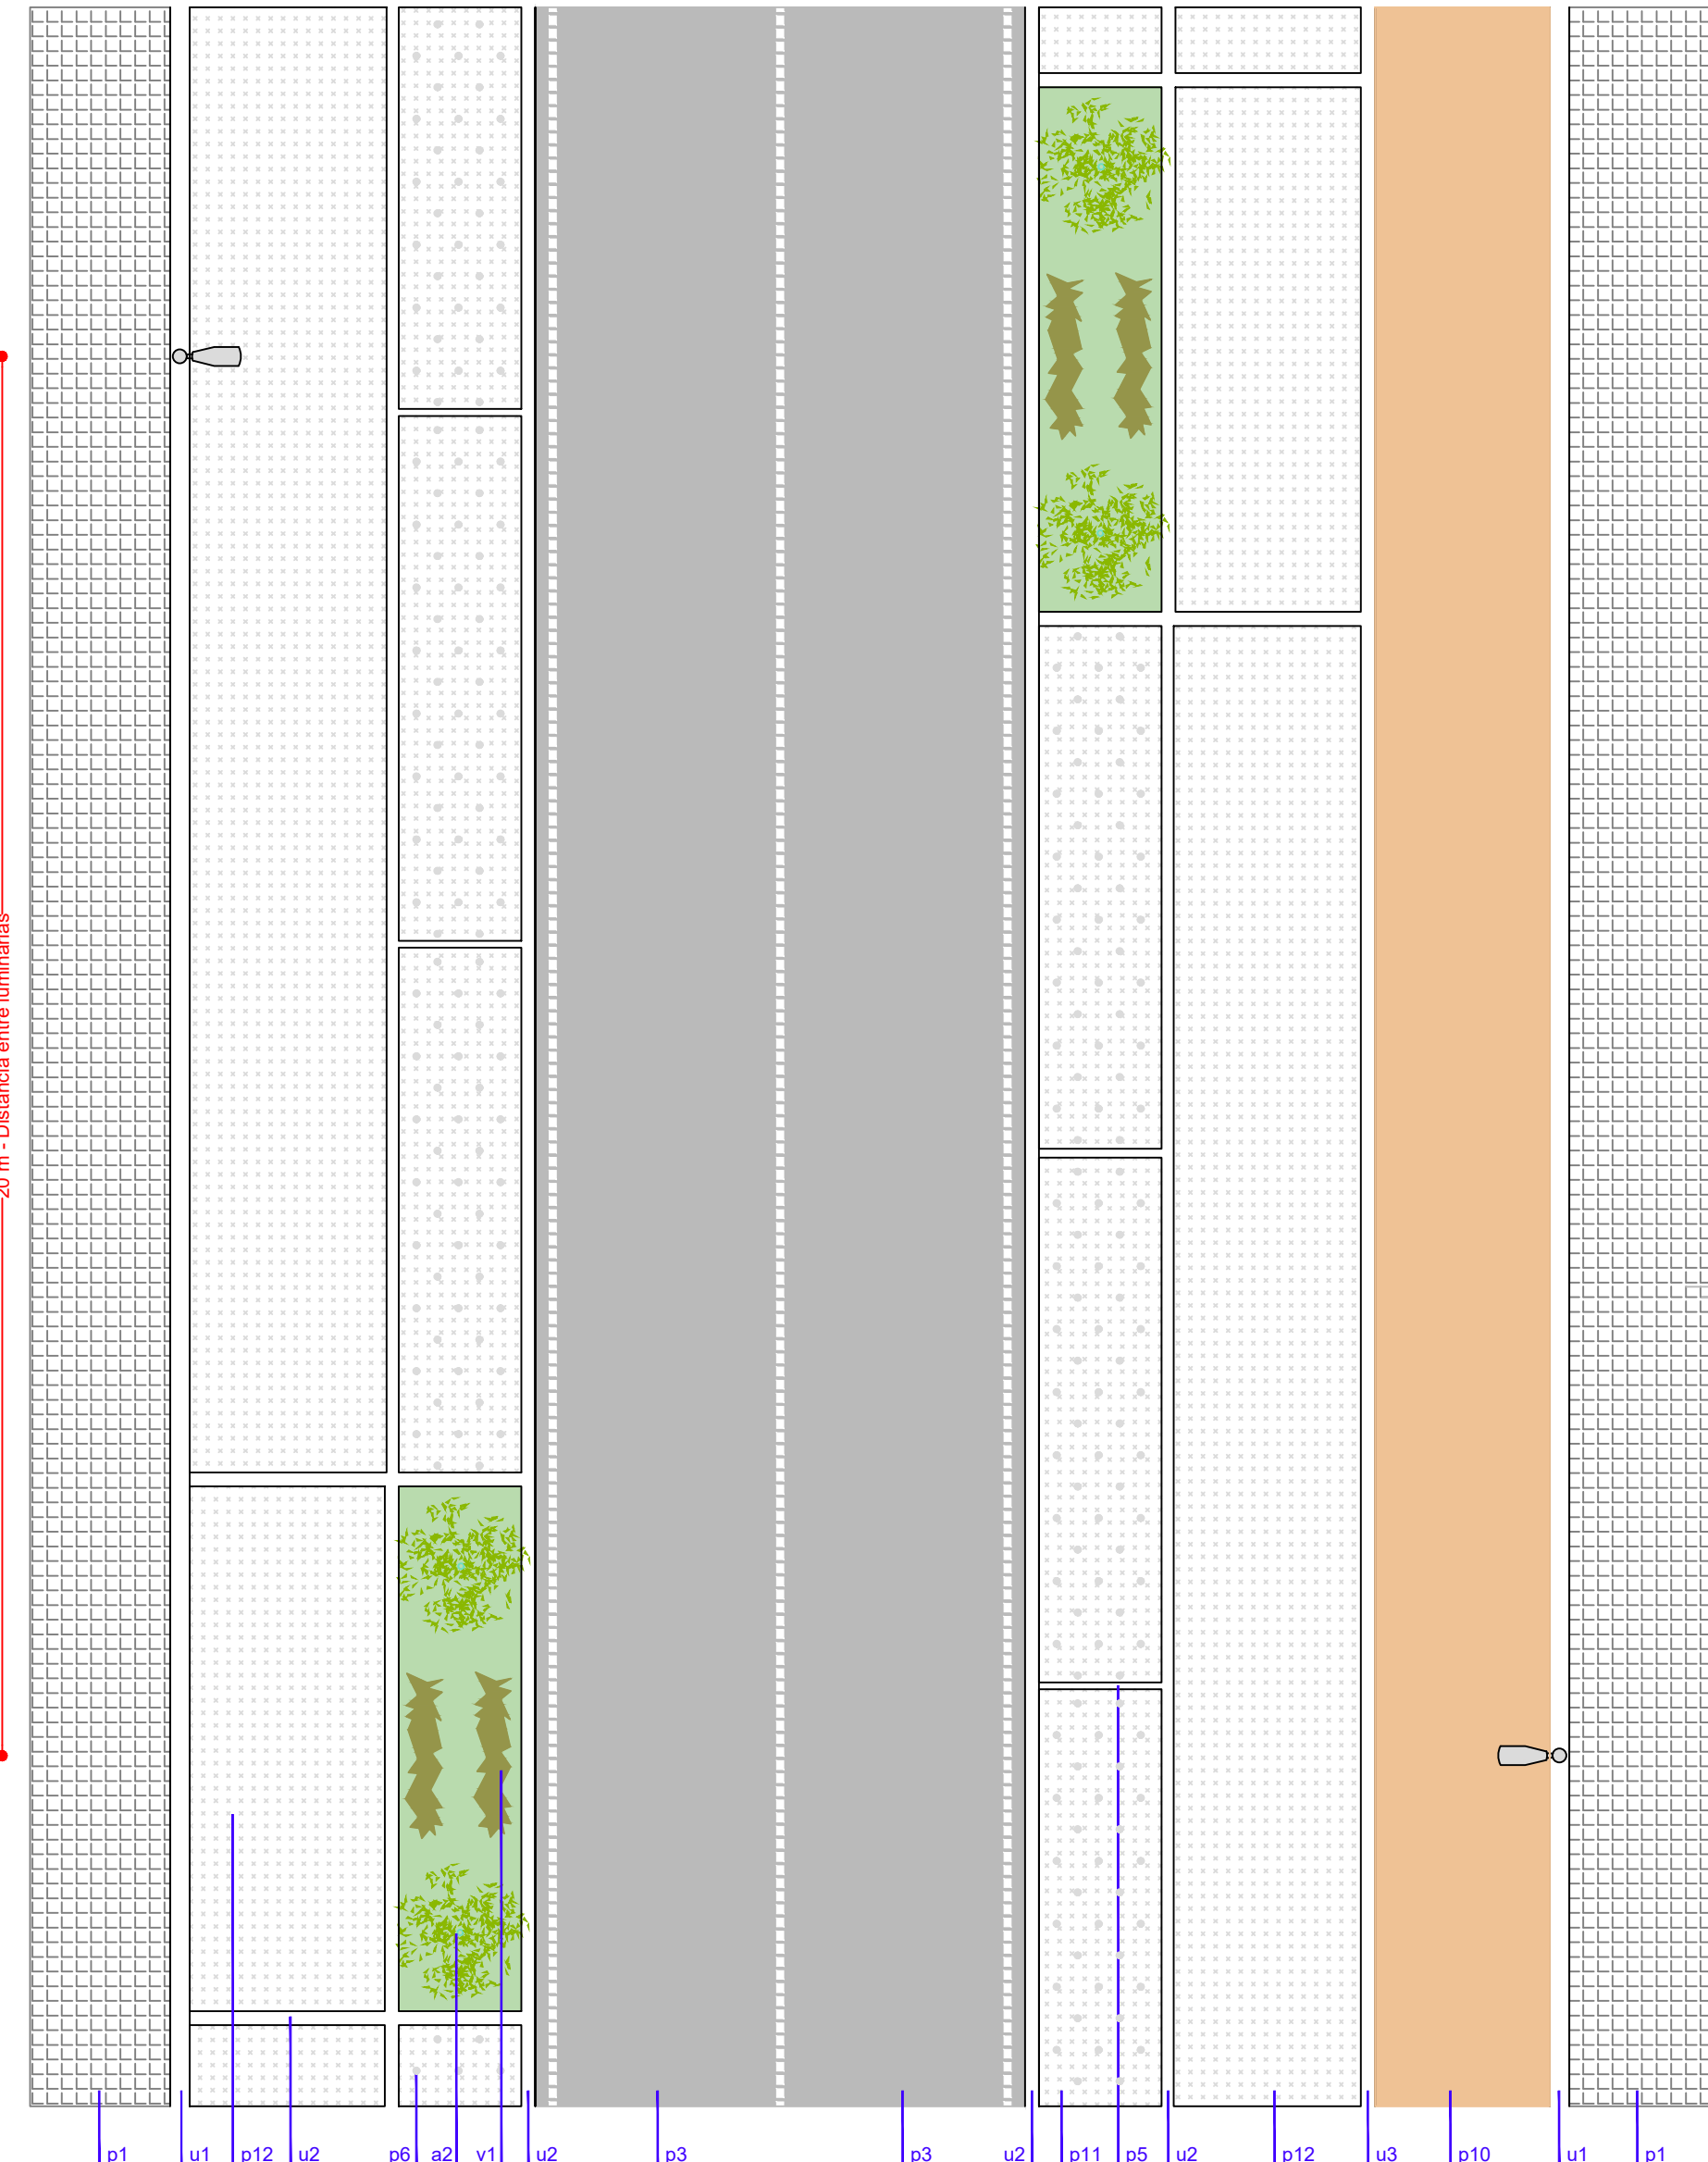 20 m - Distancia entre luminarias
p1 u1 p12 u2 p6 a2 v1 u2 p3 p3 u2 p11 p5 u2 p12 u3 p10 u1 p1